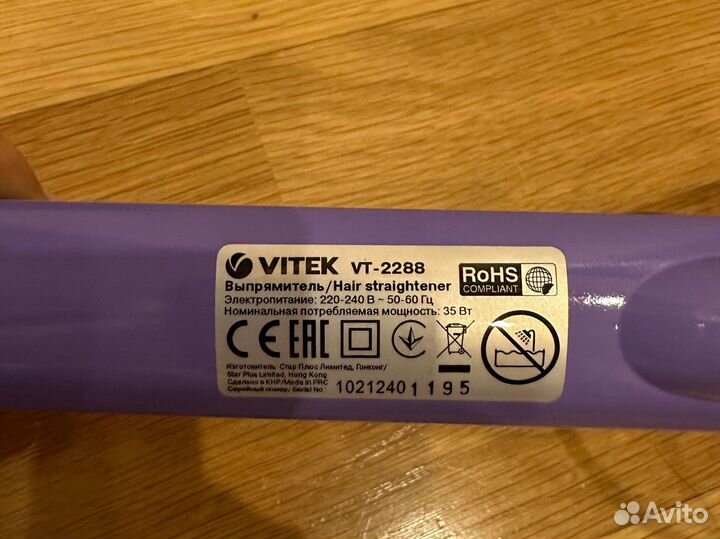 VITEK VT-2288
RoHS
COMPLIANT
Выпрямитель/Hair straightener
Электропитание: 220-240 В ~ 50-60 Гц
Номинальная потребляемая мощность: 35 Вт
CE EAC
Изготовитель: Стар Плюс Лимитед, Гонконг/
Star Plus Limited, Hong Kong
Сделано в КНР/Made in PRC
Серийный номер/ Serial No
10212401195
Avito